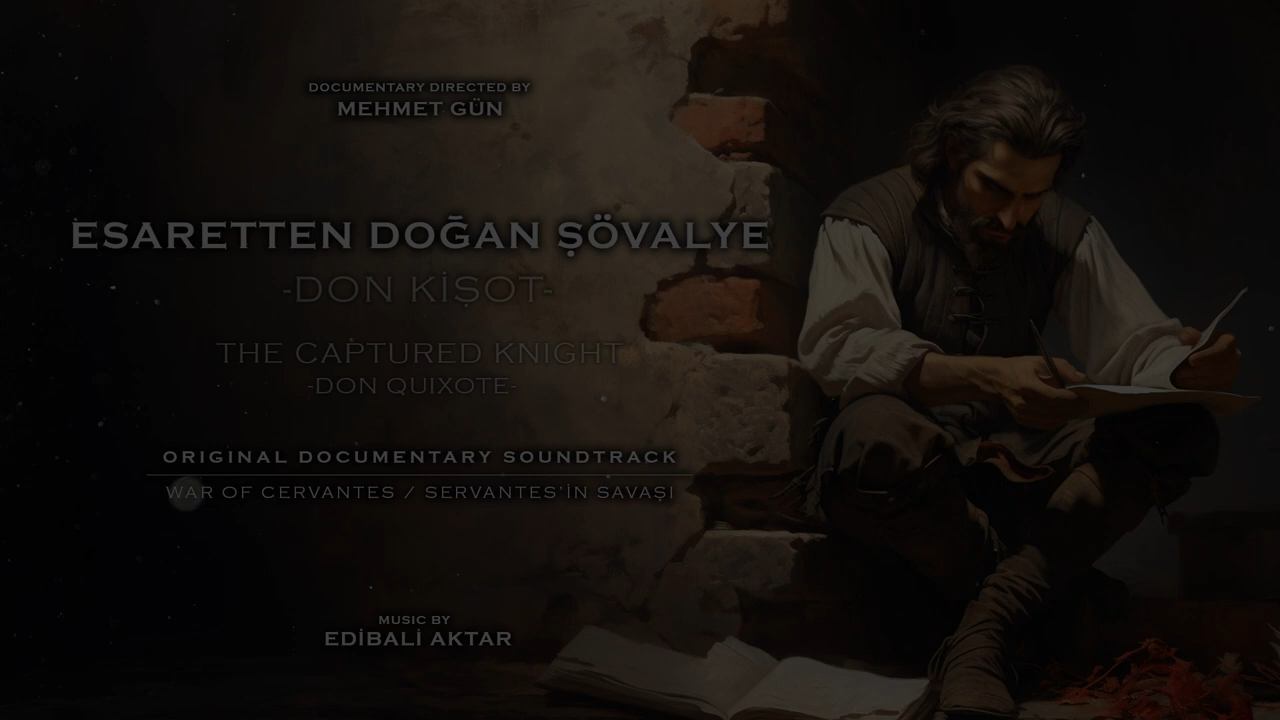 DOCUMENTARY DIRECTED BY
MEHMET GÜN
ESARETTEN DOĞAN ŞÖVALYE
-DON KİŞOT-
THE CAPTURED KNIGHT
-DON QUIXOTE-
ORIGINAL DOCUMENTARY SOUNDTRACK
WAR OF CERVANTES / SERVANTES'İN SAVAŞI
MUSIC BY
EDİBALİ AKTAR